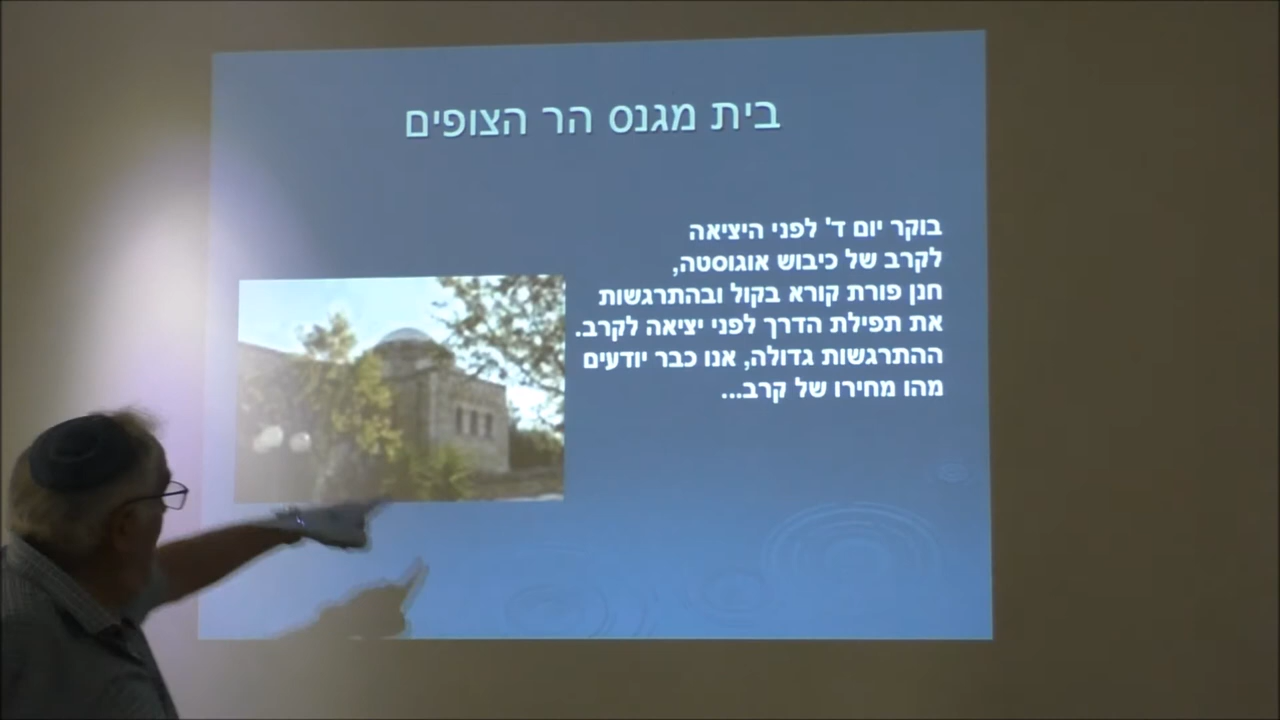 בית מגנס הר הצופים
בוקר יום ד' לפני היציאה
לקרב של כיבוש אוגוסטה,
חנן פורת קורא בקול ובהתרגשות
את תפילת הדרך לפני יציאה לקרב.
ההתרגשות גדולה, אנו כבר יודעים
מהו מחירו של קרב...